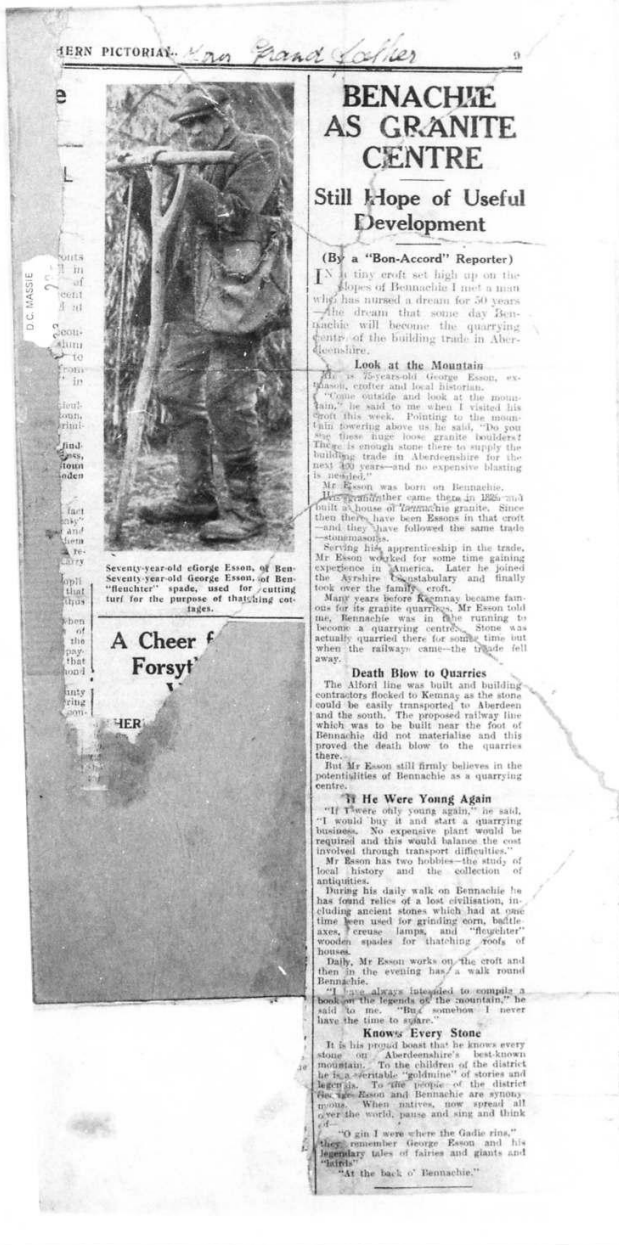 HERN PICTORIAL
Your Grand father
9
D.C. MASSIE
Seventy-year-old eGorge Esson, of Ben-
Seventy-year-old George Esson, of Ben-
"fleuchter" spade, used for cutting
turf for the purpose of thatching cot-
tages.
A Cheer f
Forsyt
HER
BENACHIE
AS GRANITE
CENTRE
Still Hope of Useful
Development
(By a "Bon-Accord" Reporter)
IN a tiny croft set high up on the
slopes of Bennachie I met a man
who has nursed a dream for 50 years
—the dream that some day Ben-
nachie will become the quarrying
centre of the building trade in Aber-
deenshire.
Look at the Mountain
He is 75-years-old George Esson, ex-
mason, crofter and local historian.
"Come outside and look at the moun-
tain," he said to me when I visited his
croft this week. Pointing to the moun-
tain towering above us he said, "Do you
see these huge loose granite boulders?
There is enough stone there to supply the
building trade in Aberdeenshire for the
next years—and no expensive blasting
is needed."
Mr Esson was born on Bennachie.
His grandfather came there in and
built a house of Bennachie granite. Since
then there have been Essons in that croft
—and they have followed the same trade
—stonemasons.
Serving his apprenticeship in the trade,
Mr Esson worked for some time gaining
experience in America. Later he joined
the Ayrshire Constabulary and finally
took over the family croft.
Many years before Kemnay became fam-
ous for its granite quarries, Mr Esson told
me, Bennachie was in the running to
become a quarrying centre. Stone was
actually quarried there for some time but
when the railways came—the trade fell
away.
Death Blow to Quarries
The Alford line was built and building
contractors flocked to Kemnay as the stone
could be easily transported to Aberdeen
and the south. The proposed railway line
which was to be built near the foot of
Bennachie did not materialise and this
proved the death blow to the quarries
there.
But Mr Esson still firmly believes in the
potentialities of Bennachie as a quarrying
centre.
If He Were Young Again
"If I were only young again," he said,
"I would buy it and start a quarrying
business. No expensive plant would be
required and this would balance the cost
involved through transport difficulties."
Mr Esson has two hobbies—the study of
local history and the collection of
antiquities.
During his daily walk on Bennachie he
has found relics of a lost civilisation, in-
cluding ancient stones which had at one
time been used for grinding corn, battle-
axes, creuse lamps, and "fleuchter"
wooden spades for thatching roofs of
houses.
Daily, Mr Esson works on the croft and
then in the evening has a walk round
Bennachie.
"I have always intended to compile a
book on the legends of the mountain," he
said to me. "But somehow I never
have the time to spare."
Knows Every Stone
It is his proud boast that he knows every
stone on Aberdeenshire's best-known
mountain. To the children of the district
he is a veritable "goldmine" of stories and
legends. To the people of the district
George Esson and Bennachie are synony
mous. When natives, now spread all
over the world, pause and sing and think
of—
"O gin I were where the Gadie rins,"
they remember George Esson and his
legendary tales of fairies and giants and
"lairds"
"At the back o' Bennachie."